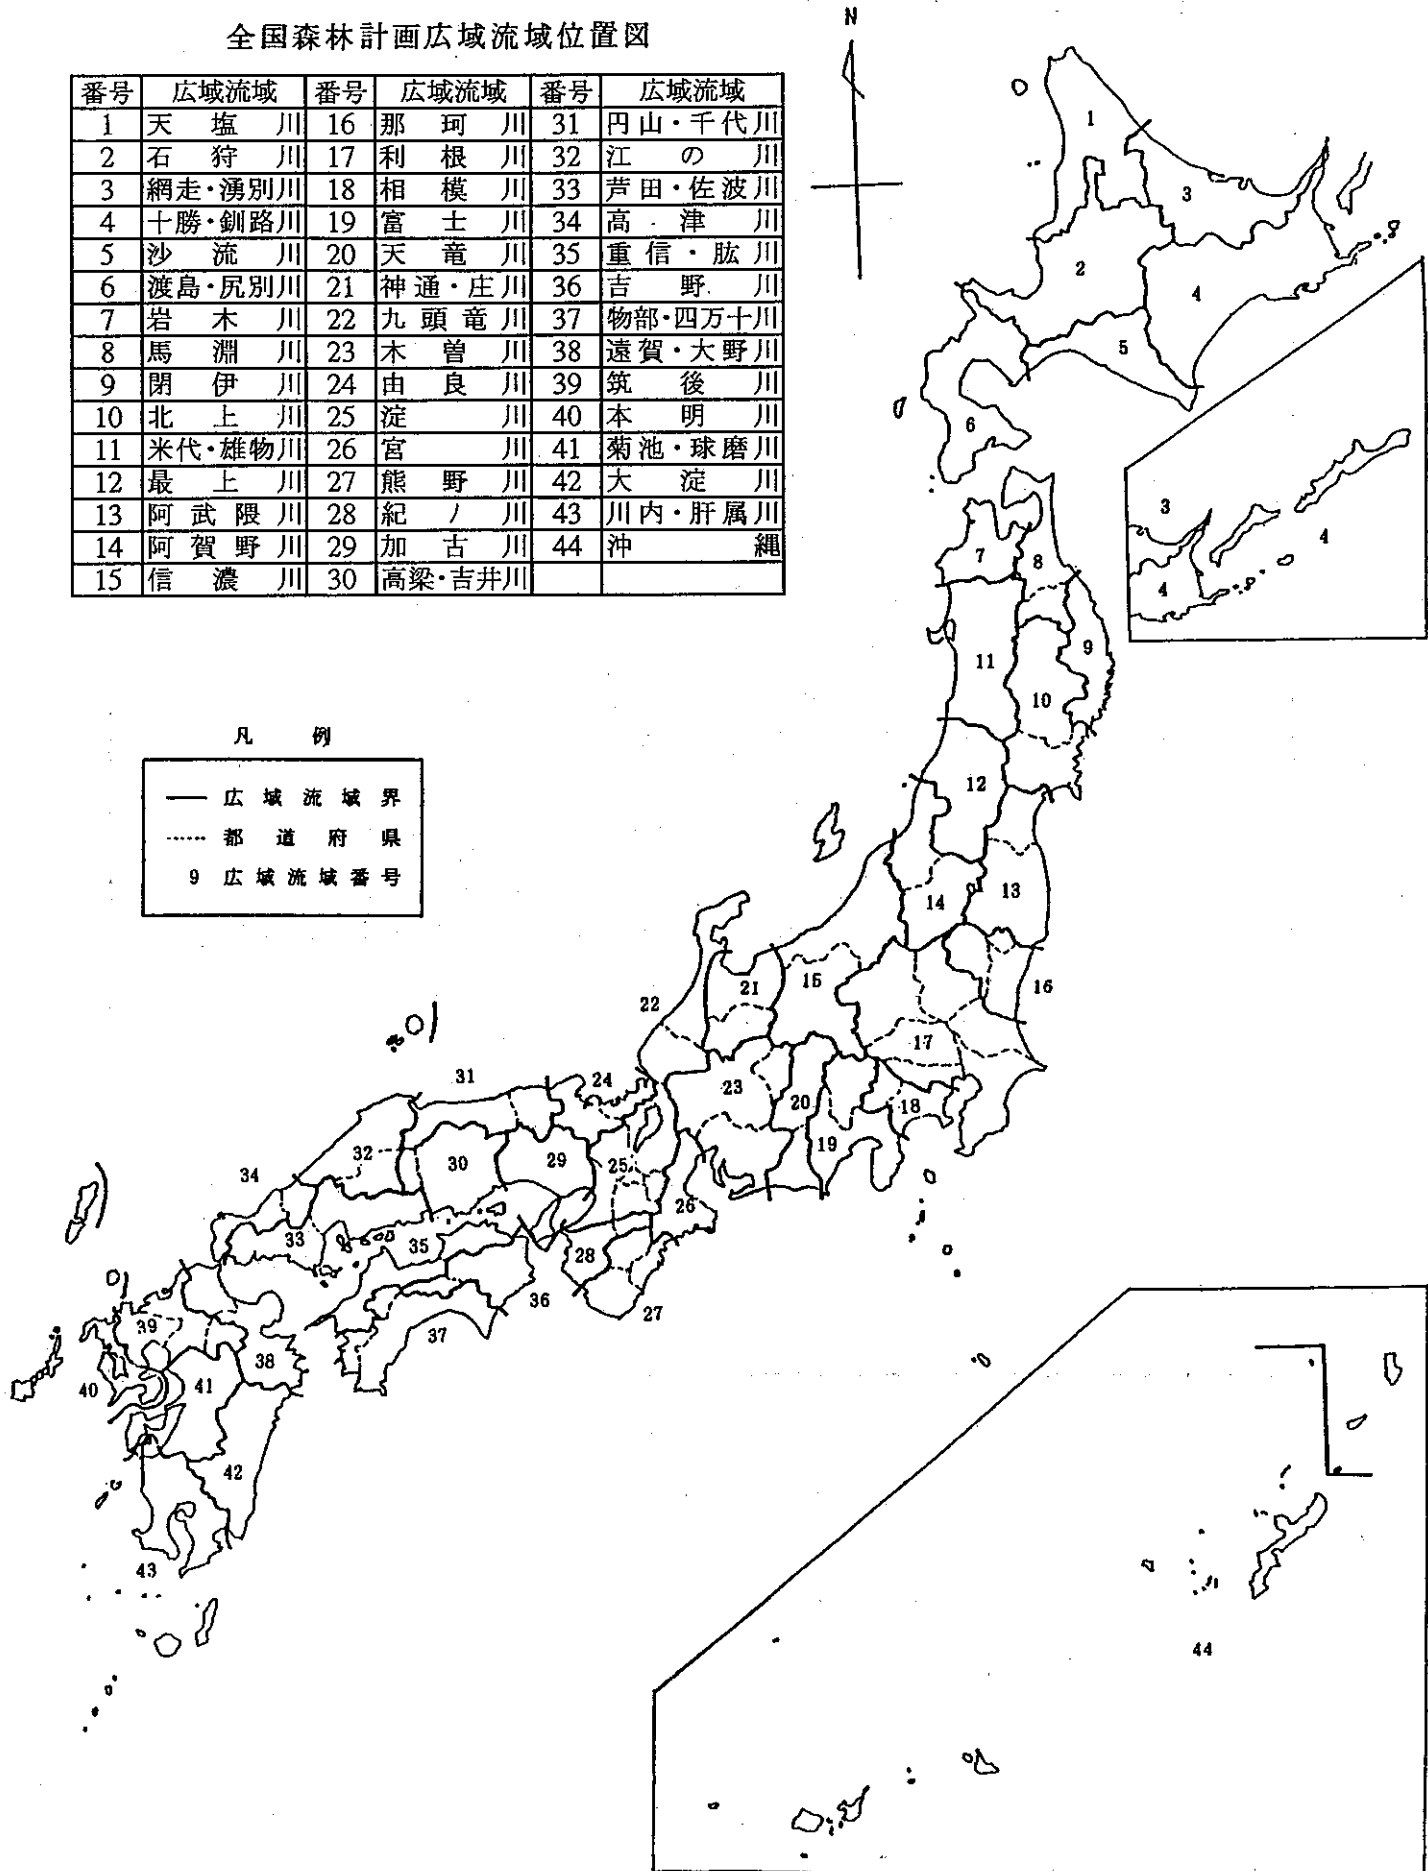 全国森林計画広域流域位置図
N
番号 広域流域 番号 広域流域 番号 広域流域
1 天塩川 16 那珂川 31 円山・千代川
2 石狩川 17 利根川 32 江の川
3 網走・湧別川 18 相模川 33 芦田・佐波川
4 十勝・釧路川 19 富士川 34 高津川
5 沙流川 20 天竜川 35 重信・肱川
6 渡島・尻別川 21 神通・庄川 36 吉野川
7 岩木川 22 九頭竜川 37 物部・四万十川
8 馬淵川 23 木曽川 38 遠賀・大野川
9 閉伊川 24 由良川 39 筑後川
10 北上川 25 淀川 40 本明川
11 米代・雄物川 26 宮川 41 菊池・球磨川
12 最上川 27 熊野川 42 大淀川
13 阿武隈川 28 紀ノ川 43 川内・肝属川
14 阿賀野川 29 加古川 44 沖縄
15 信濃川 30 高梁・吉井川
凡例
広域流域界
都道府県
9 広域流域番号
1
3
2
4
5
6
3
4
4
7
8
9
11
10
12
13
14
15
21
16
22
17
31
24
23
20
18
32
30
29
25
19
34
26
33
35
28
36
27
39
37
38
40
41
42
43
44